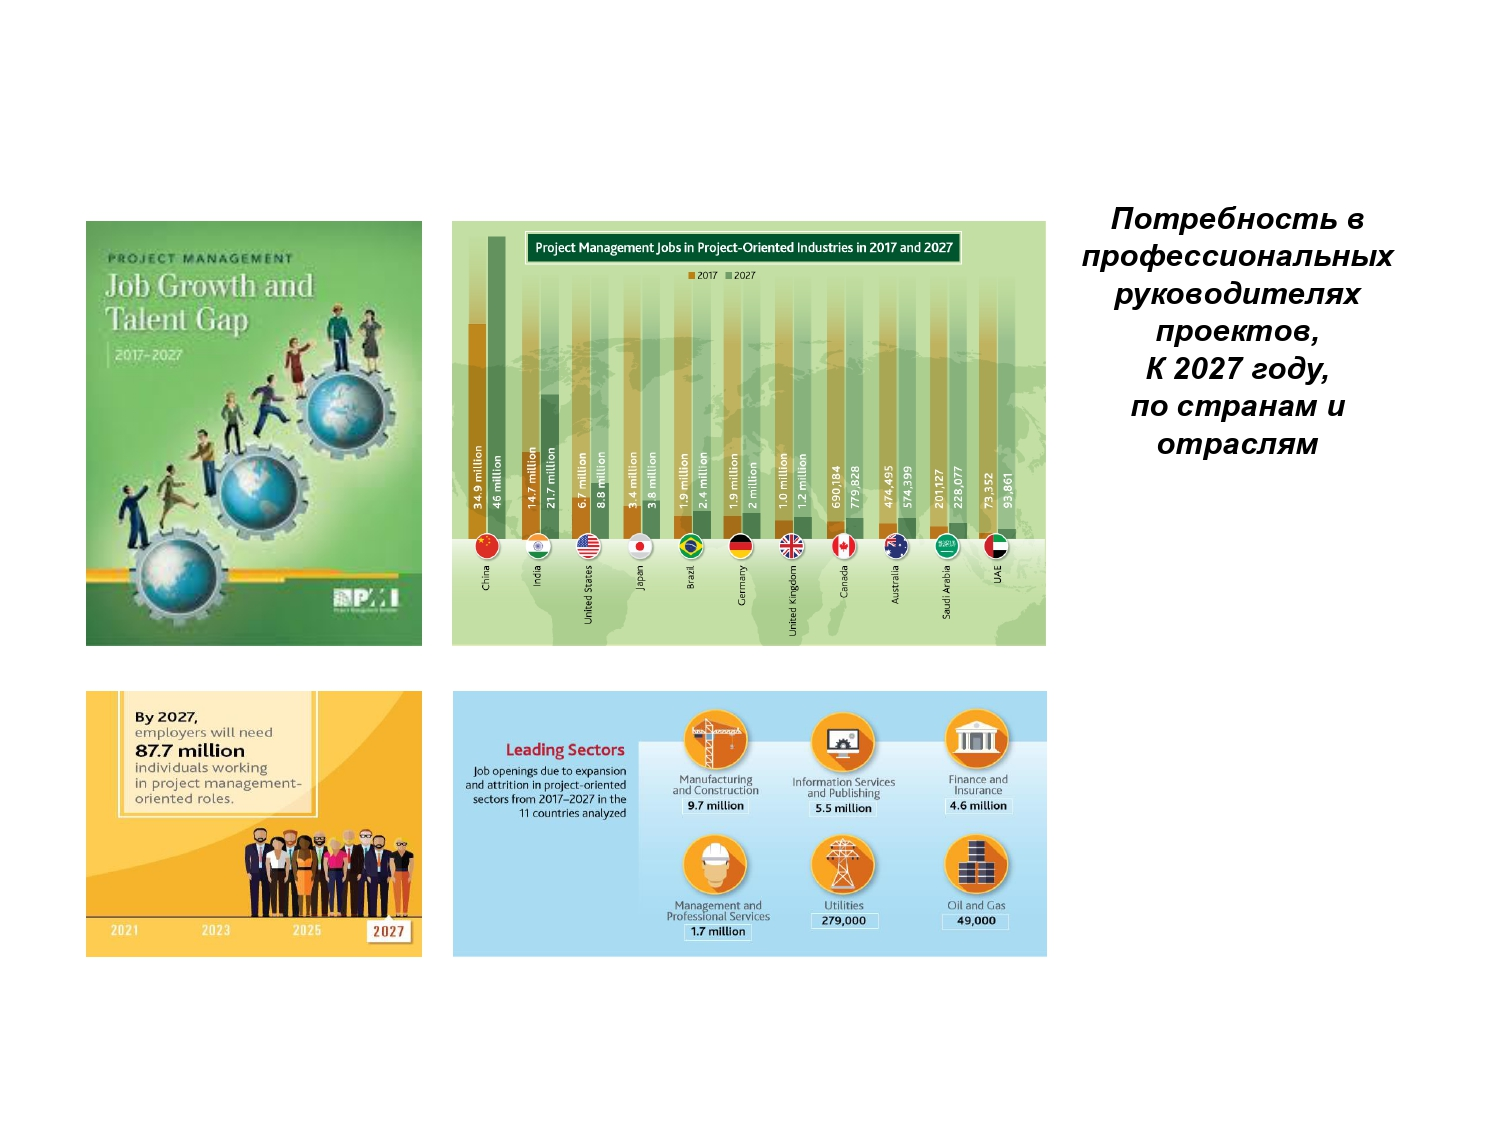 PROJECT MANAGEMENT
Job Growth and
Talent Gap
2017–2027
PMI
Project Management Institute
Project Management Jobs in Project-Oriented Industries in 2017 and 2027
2017 2027
34.9 million
46 million
14.7 million
21.7 million
6.7 million
8.8 million
3.4 million
3.8 million
1.9 million
2.4 million
1.9 million
2 million
1.0 million
1.2 million
690,184
779,828
474,495
574,399
201,127
228,077
73,352
93,861
China
India
United States
Japan
Brazil
Germany
United Kingdom
Canada
Australia
Saudi Arabia
UAE
Потребность в
профессиональных
руководителях
проектов,
К 2027 году,
по странам и
отраслям
By 2027,
employers will need
87.7 million
individuals working
in project management-
oriented roles.
2021 2023 2025 2027
Leading Sectors
Job openings due to expansion
and attrition in project-oriented
sectors from 2017–2027 in the
11 countries analyzed
Manufacturing
and Construction
9.7 million
Information Services
and Publishing
5.5 million
Finance and
Insurance
4.6 million
Management and
Professional Services
1.7 million
Utilities
279,000
Oil and Gas
49,000